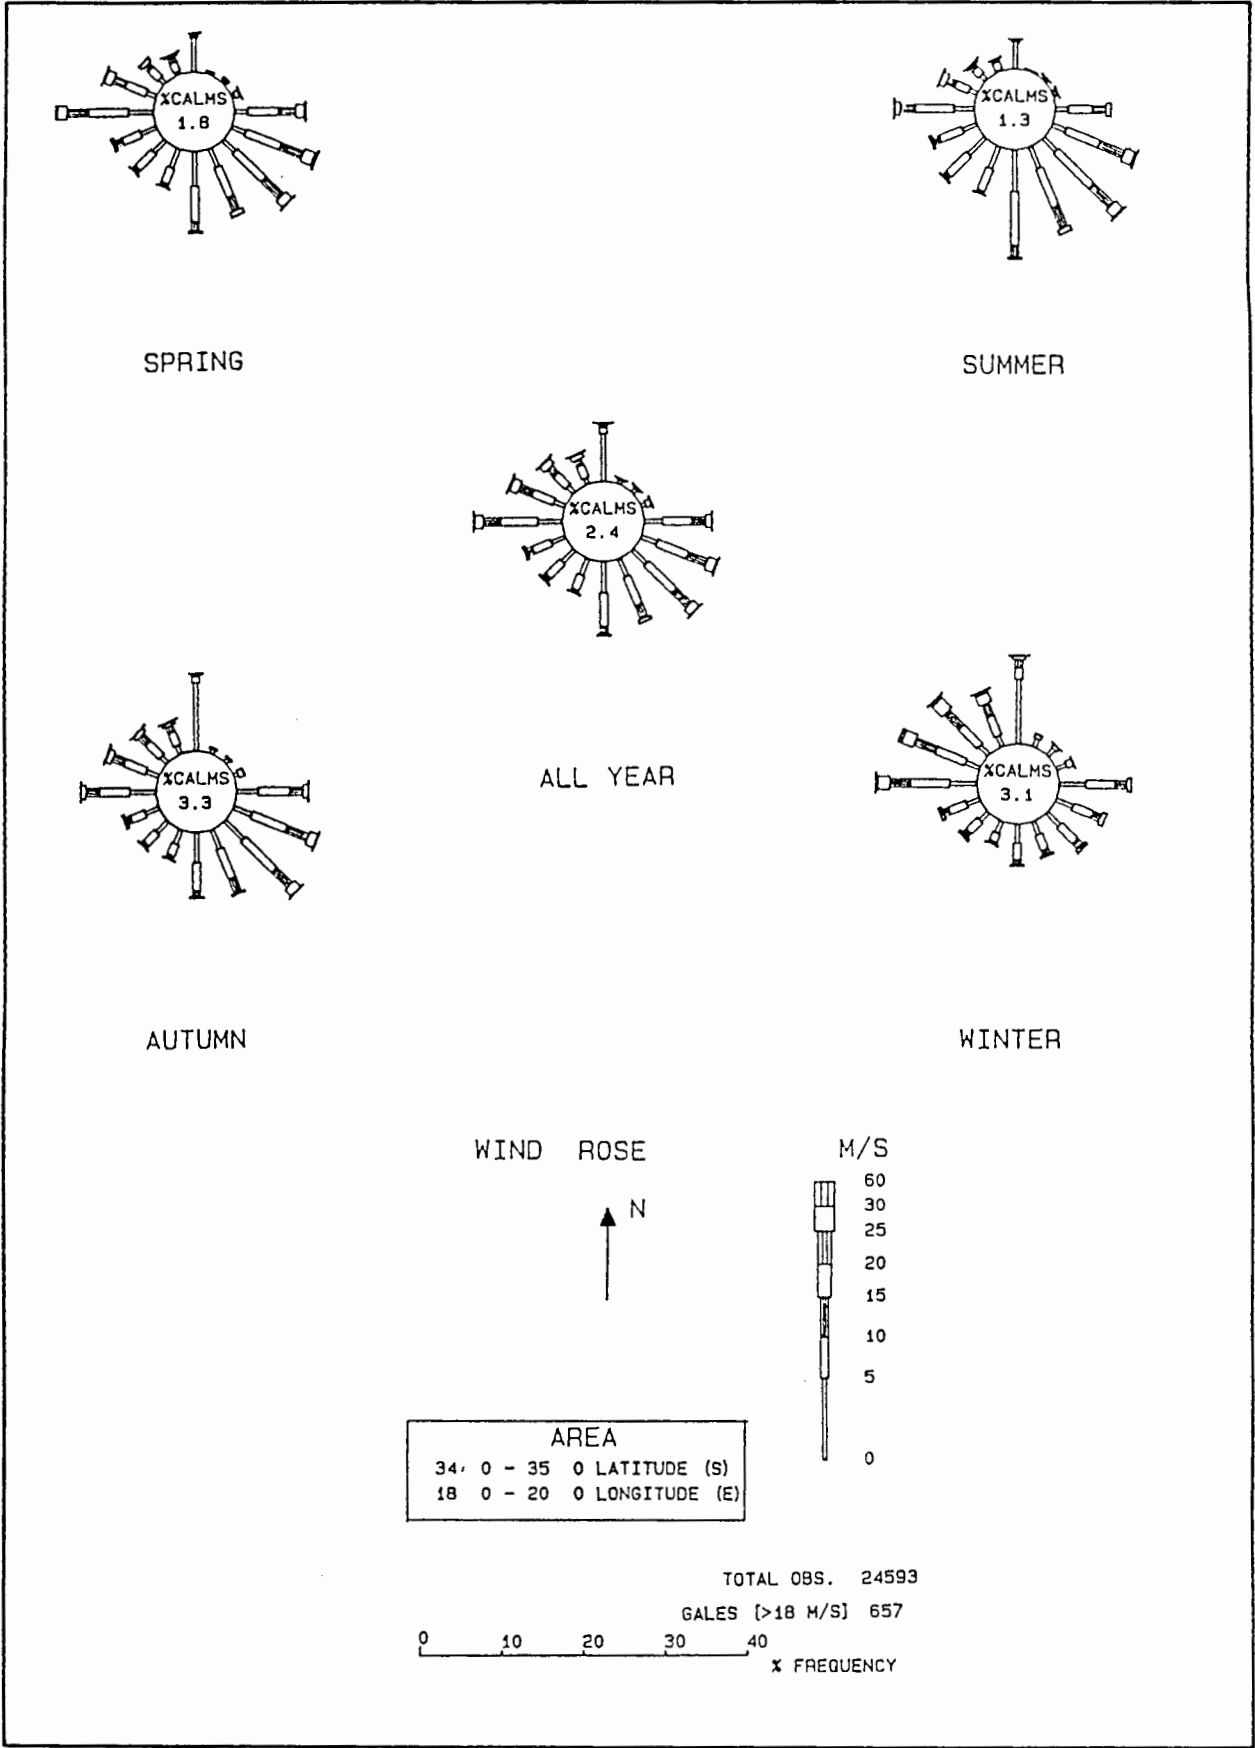 %CALMS
1.8
SPRING
%CALMS
1.3
SUMMER
%CALMS
2.4
ALL YEAR
%CALMS
3.3
AUTUMN
%CALMS
3.1
WINTER
WIND ROSE
N
M/S
60
30
25
20
15
10
5
0
AREA
34, 0 - 35 0 LATITUDE (S)
18 0 - 20 0 LONGITUDE (E)
TOTAL OBS. 24593
GALES [>18 M/S] 657
0 10 20 30 40
% FREQUENCY